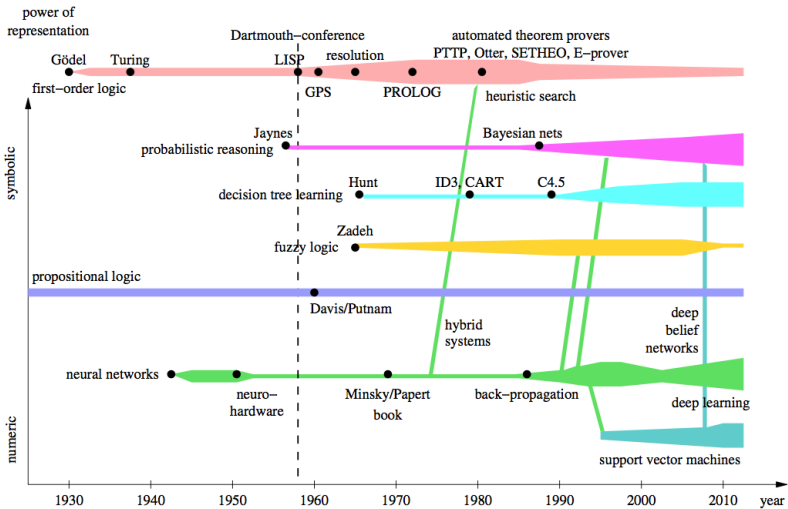 power of
representation
Dartmouth-conference
automated theorem provers
Gödel
Turing
LISP
resolution
PTTP, Otter, SETHEO, E-prover
first-order logic
GPS
PROLOG
heuristic search
Jaynes
Bayesian nets
probabilistic reasoning
symbolic
Hunt
ID3, CART
C4.5
decision tree learning
Zadeh
fuzzy logic
propositional logic
Davis/Putnam
hybrid
systems
deep
belief
networks
neural networks
neuro-
hardware
Minsky/Papert
book
back-propagation
deep learning
numeric
support vector machines
1930
1940
1950
1960
1970
1980
1990
2000
2010
year